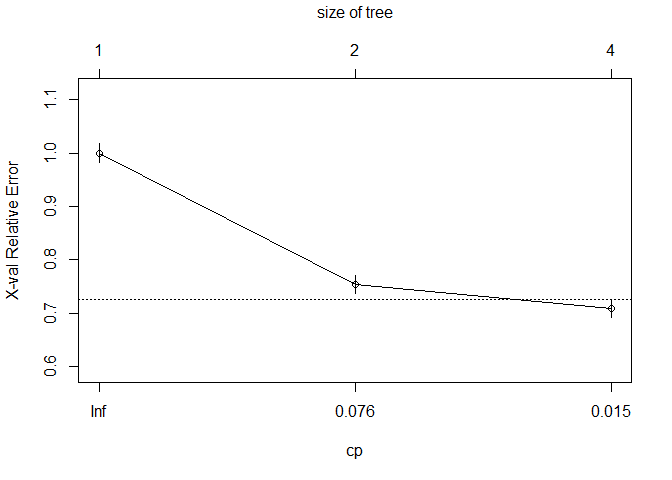 size of tree
1 2 4
X-val Relative Error
1.1
1.0
0.9
0.8
0.7
0.6
Inf 0.076 0.015
cp